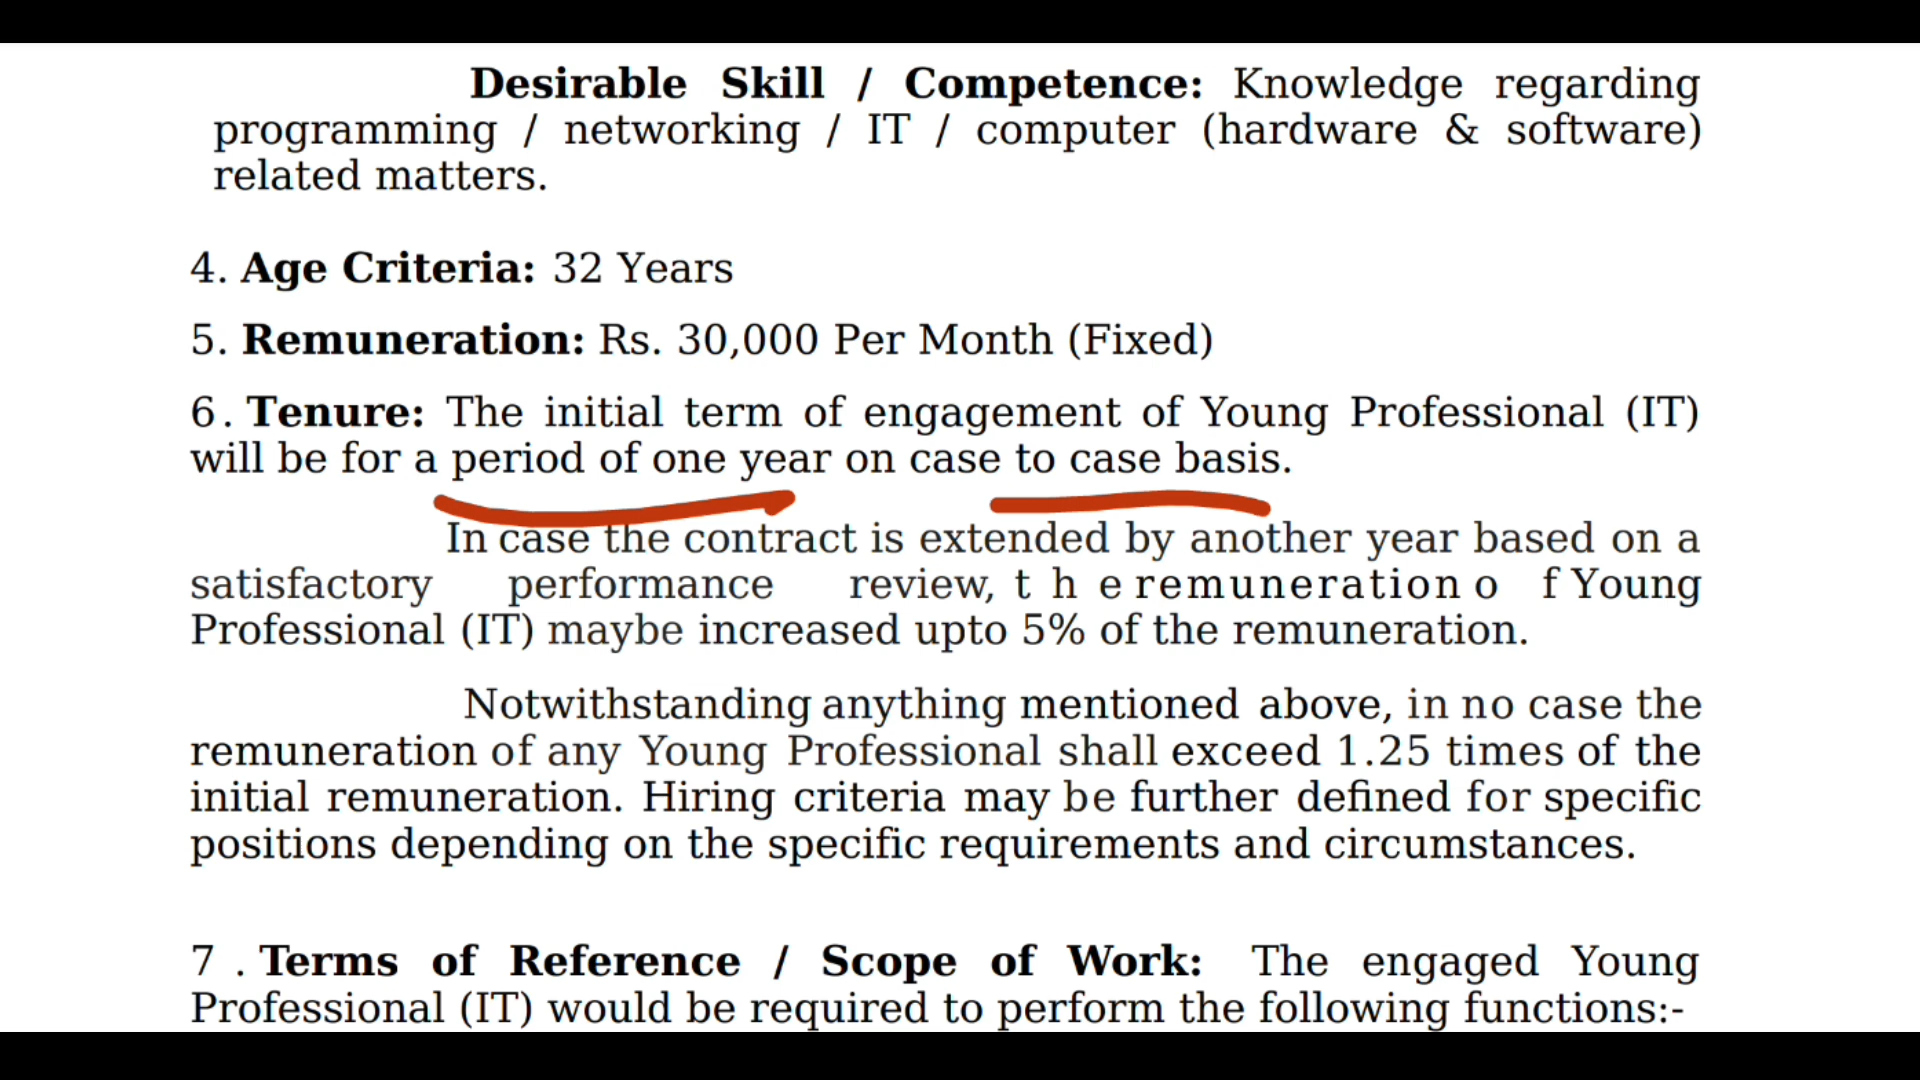 Desirable Skill / Competence: Knowledge regarding
programming / networking / IT / computer (hardware & software)
related matters.
4. Age Criteria: 32 Years
5. Remuneration: Rs. 30,000 Per Month (Fixed)
6. Tenure: The initial term of engagement of Young Professional (IT)
will be for a period of one year on case to case basis.
In case the contract is extended by another year based on a
satisfactory performance review, t h e remuneration o f Young
Professional (IT) maybe increased upto 5% of the remuneration.
Notwithstanding anything mentioned above, in no case the
remuneration of any Young Professional shall exceed 1.25 times of the
initial remuneration. Hiring criteria may be further defined for specific
positions depending on the specific requirements and circumstances.
7 . Terms of Reference / Scope of Work: The engaged Young
Professional (IT) would be required to perform the following functions:-